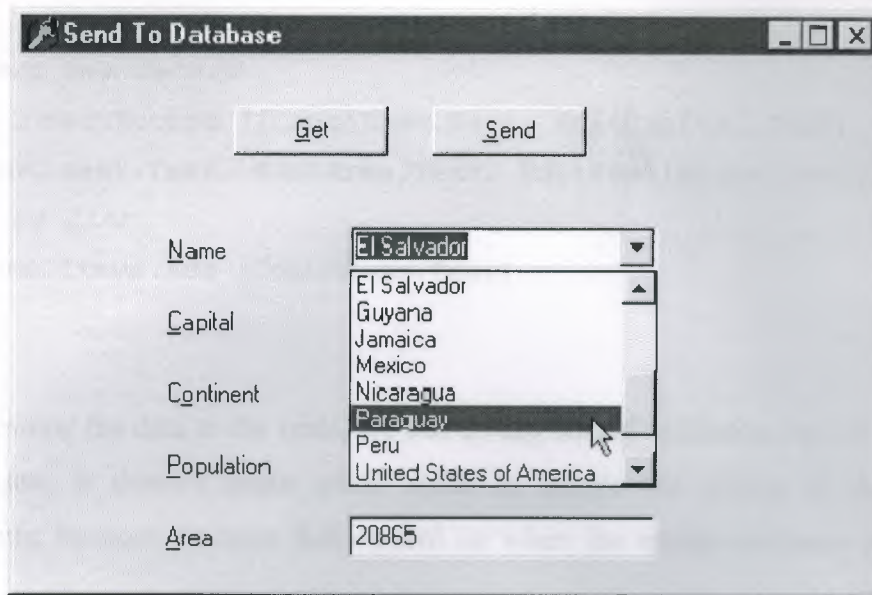 Send To Database
Get Send
Name El Salvador
El Salvador
Guyana
Capital
Jamaica
Mexico
Continent
Nicaragua
Paraguay
Peru
Population
United States of America
Area 20865